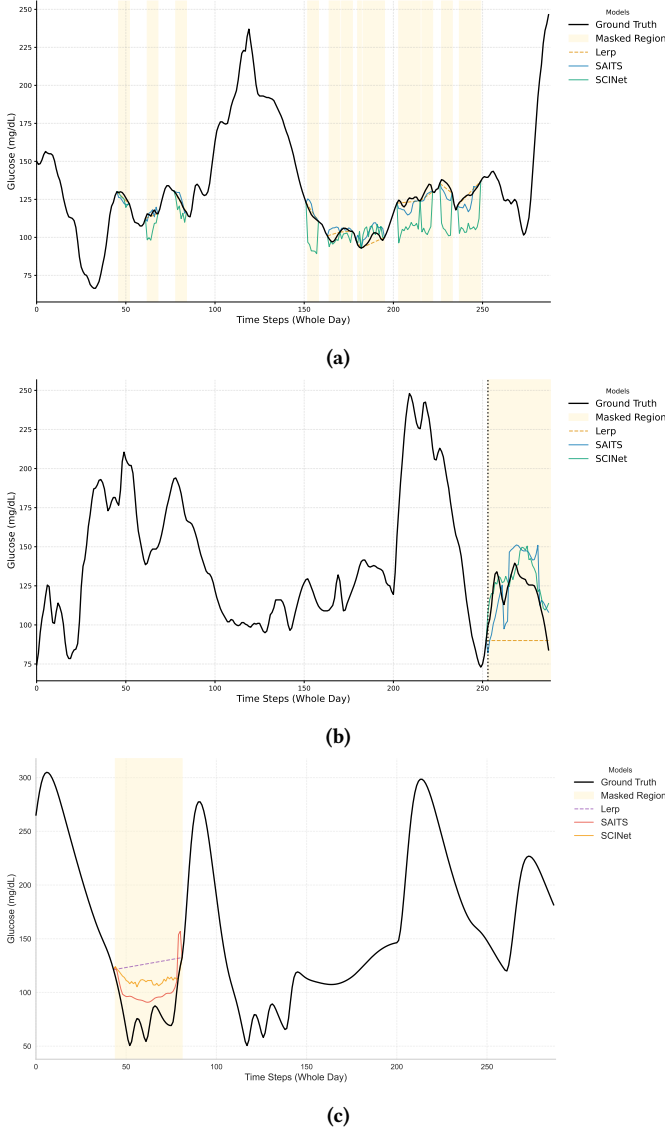 Models
Ground Truth
Masked Region
Lerp
SAITS
SCINet
Glucose (mg/dL)
250
225
200
175
150
125
100
75
0 50 100 150 200 250
Time Steps (Whole Day)
(a)
Models
Ground Truth
Masked Region
Lerp
SAITS
SCINet
Glucose (mg/dL)
250
225
200
175
150
125
100
75
0 50 100 150 200 250
Time Steps (Whole Day)
(b)
Models
Ground Truth
Masked Region
Lerp
SAITS
SCINet
Glucose (mg/dL)
300
250
200
150
100
50
0 50 100 150 200 250
Time Steps (Whole Day)
(c)